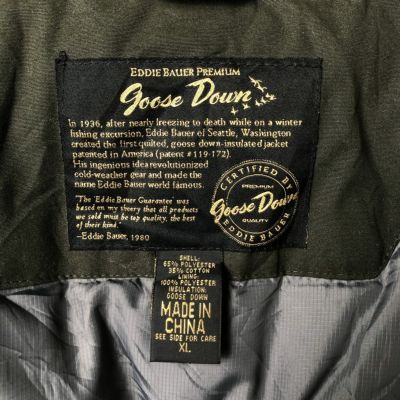 EDDIE BAUER PREMIUM
Goose Down
In 1936, after nearly freezing to death while on a winter
fishing excursion, Eddie Bauer of Seattle, Washington
created the first quilted, goose down-insulated jacket
patented in America (patent #119-172).
His ingenious idea revolutionized
cold-weather gear and made the
name Eddie Bauer world famous.
"The 'Eddie Bauer Guarantee' was
based on my theory that all products
we sold must be top quality, the best
of their kind."
—Eddie Bauer, 1980
CERTIFIED BY
PREMIUM
Goose Down
QUALITY
EDDIE BAUER
SHELL:
65% POLYESTER
35% COTTON
LINING:
100% POLYESTER
INSULATION:
GOOSE DOWN
MADE IN
CHINA
SEE SIDE FOR CARE
XL